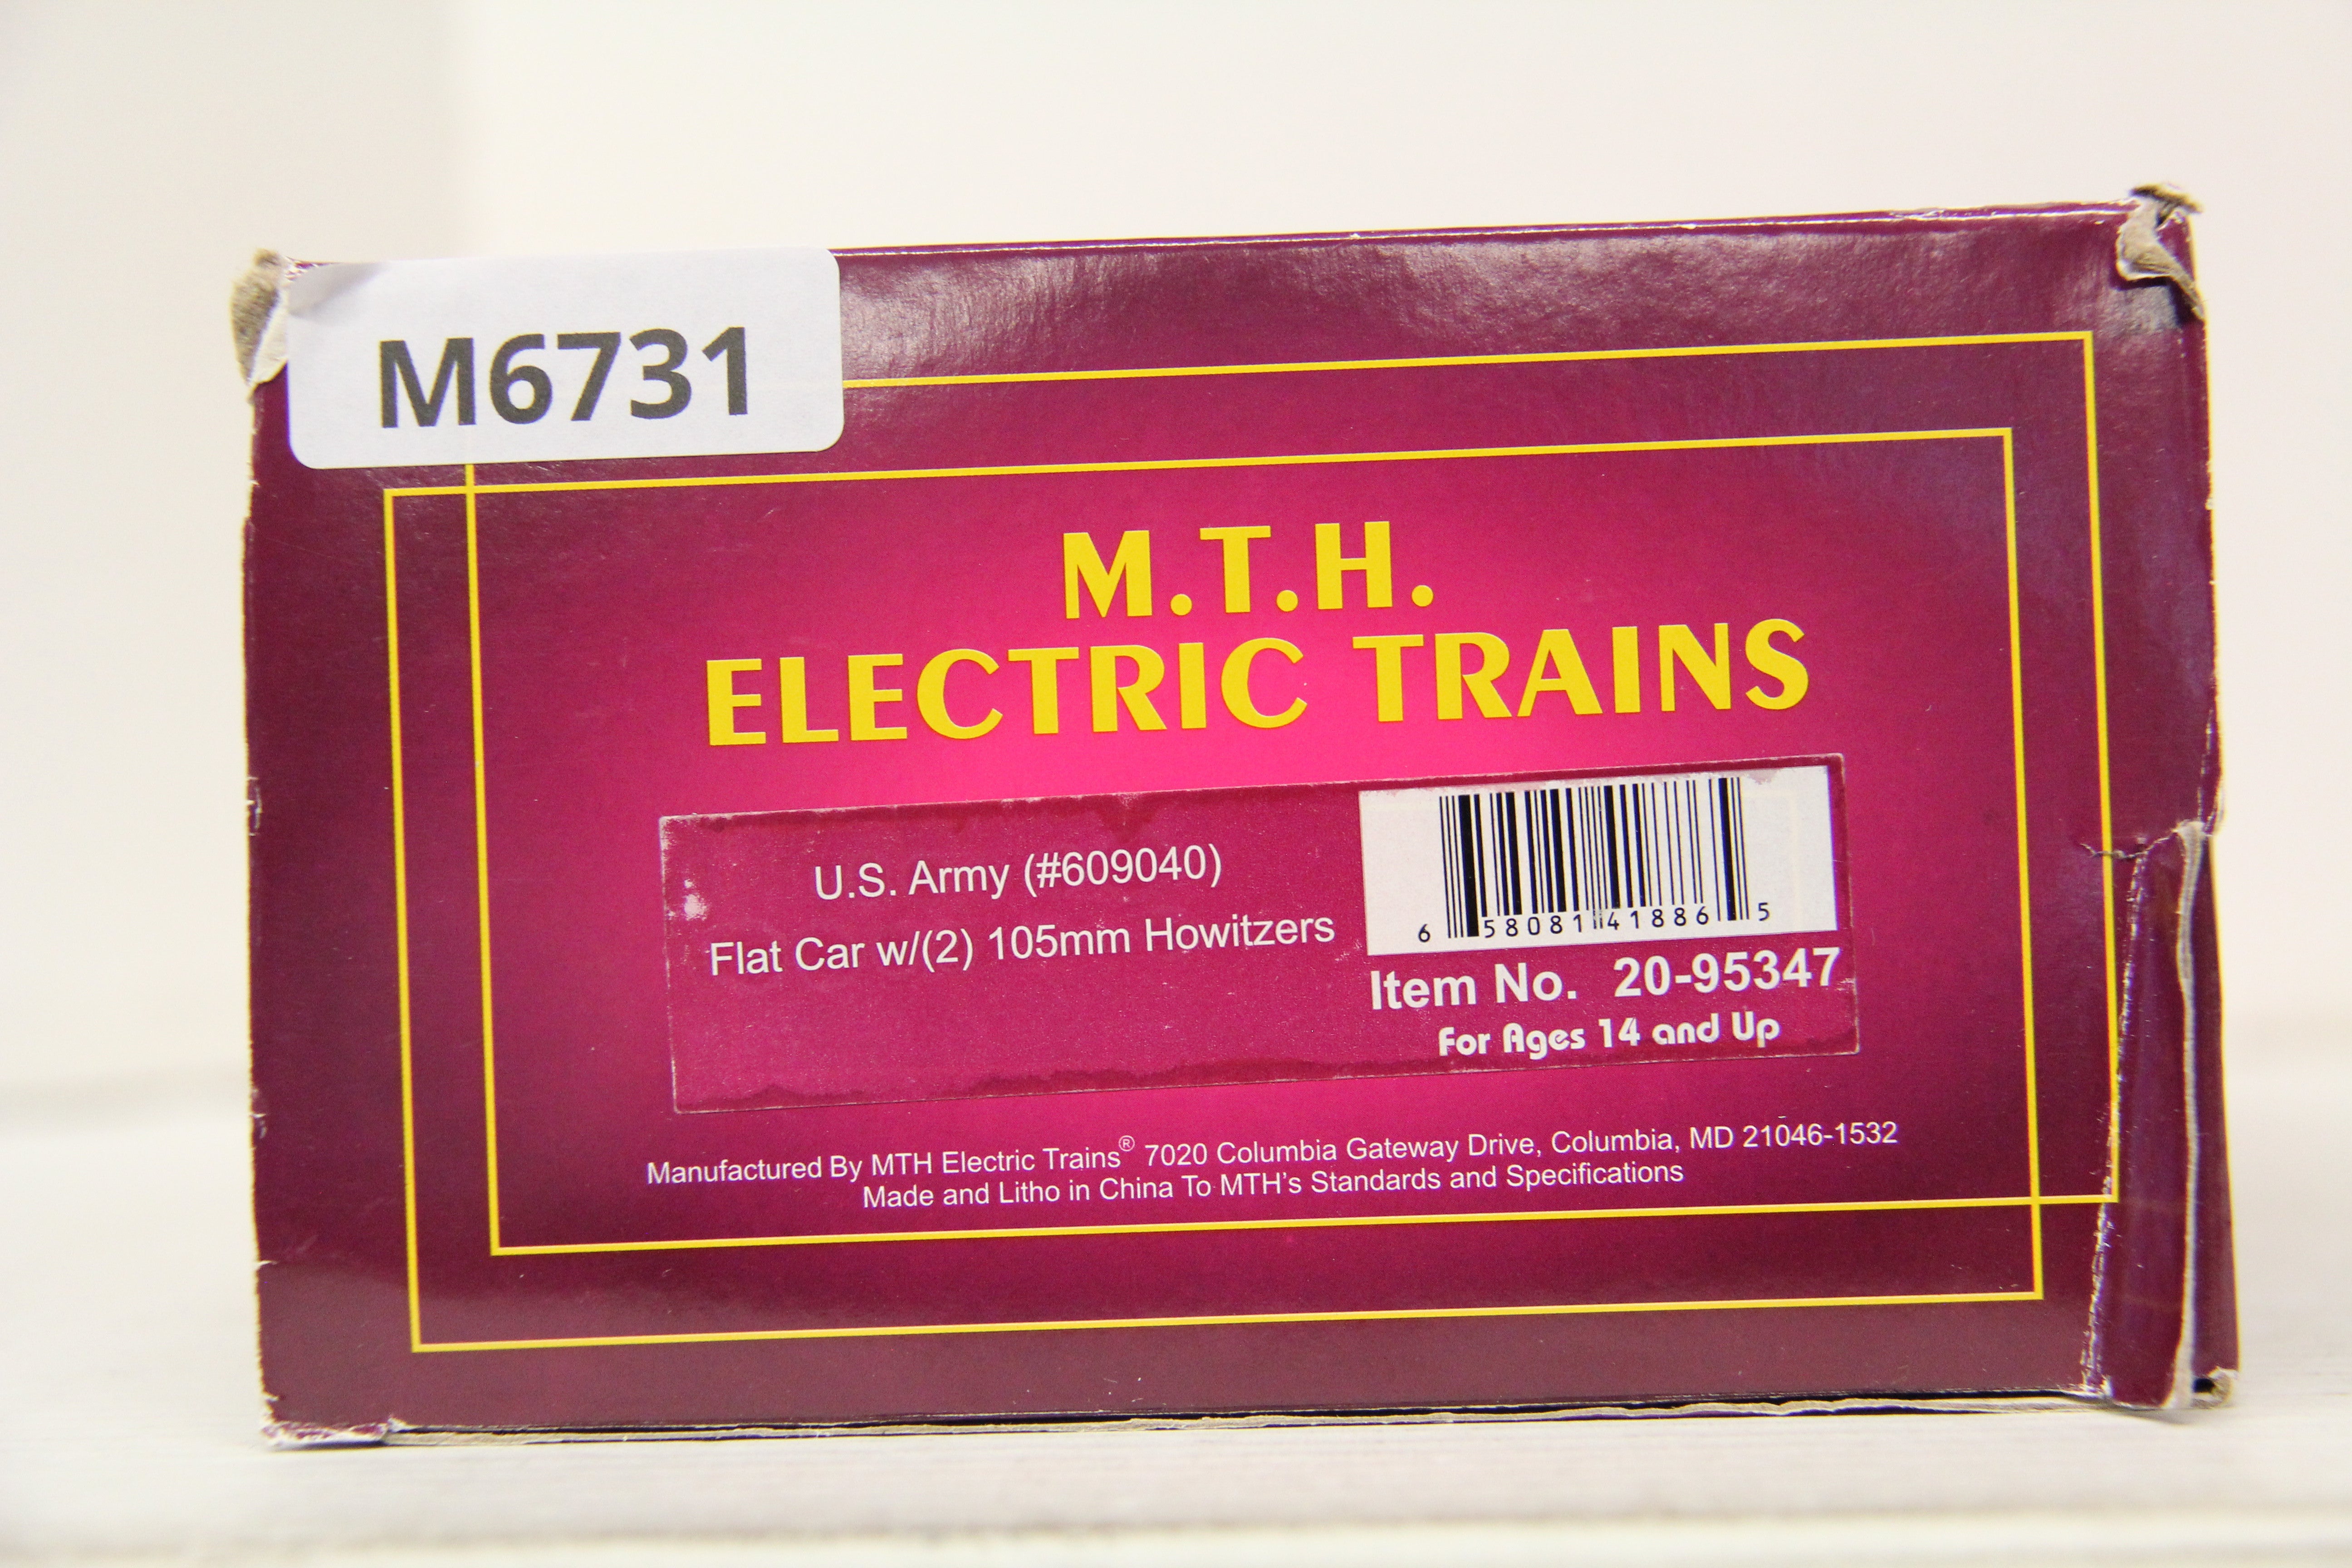 M6731
M.T.H.
ELECTRIC TRAINS
U.S. Army (#609040)
Flat Car w/(2) 105mm Howitzers
6 58081 41886 5
Item No. 20-95347
For Ages 14 and Up
Manufactured By MTH Electric Trains® 7020 Columbia Gateway Drive, Columbia, MD 21046-1532
Made and Litho in China To MTH's Standards and Specifications